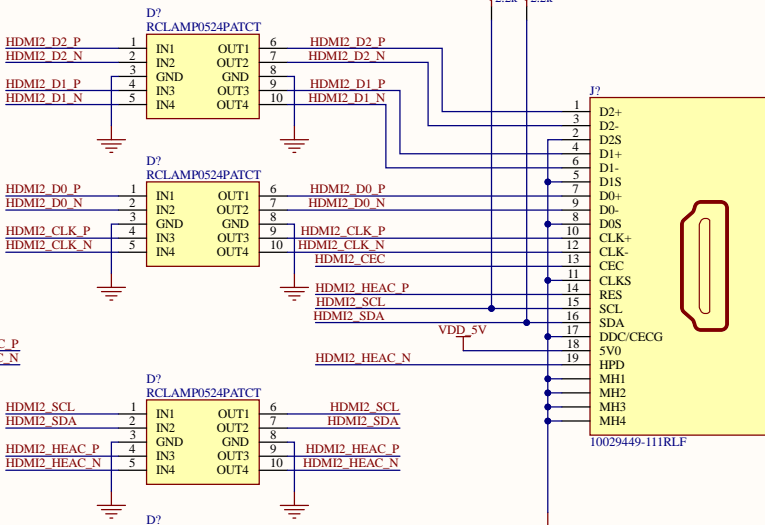 2.2k 2.2k
D?
RCLAMP0524PATCT
HDMI2_D2_P 1 IN1 OUT1 6 HDMI2_D2_P
HDMI2_D2_N 2 IN2 OUT2 7 HDMI2_D2_N
3 GND GND 8
HDMI2_D1_P 4 IN3 OUT3 9 HDMI2_D1_P
HDMI2_D1_N 5 IN4 OUT4 10 HDMI2_D1_N
D?
RCLAMP0524PATCT
HDMI2_D0_P 1 IN1 OUT1 6 HDMI2_D0_P
HDMI2_D0_N 2 IN2 OUT2 7 HDMI2_D0_N
3 GND GND 8
HDMI2_CLK_P 4 IN3 OUT3 9 HDMI2_CLK_P
HDMI2_CLK_N 5 IN4 OUT4 10 HDMI2_CLK_N
HDMI2_CEC
HDMI2_HEAC_P
HDMI2_SCL
HDMI2_SDA
VDD_5V
HDMI2_HEAC_N
J?
1 D2+
3 D2-
2 D2S
4 D1+
6 D1-
5 D1S
7 D0+
9 D0-
8 D0S
10 CLK+
12 CLK-
13 CEC
11 CLKS
14 RES
15 SCL
16 SDA
17 DDC/CECG
18 5V0
19 HPD
MH1
MH2
MH3
MH4
10029449-111RLF
C_P
C_N
D?
RCLAMP0524PATCT
HDMI2_SCL 1 IN1 OUT1 6 HDMI2_SCL
HDMI2_SDA 2 IN2 OUT2 7 HDMI2_SDA
3 GND GND 8
HDMI2_HEAC_P 4 IN3 OUT3 9 HDMI2_HEAC_P
HDMI2_HEAC_N 5 IN4 OUT4 10 HDMI2_HEAC_N
D?